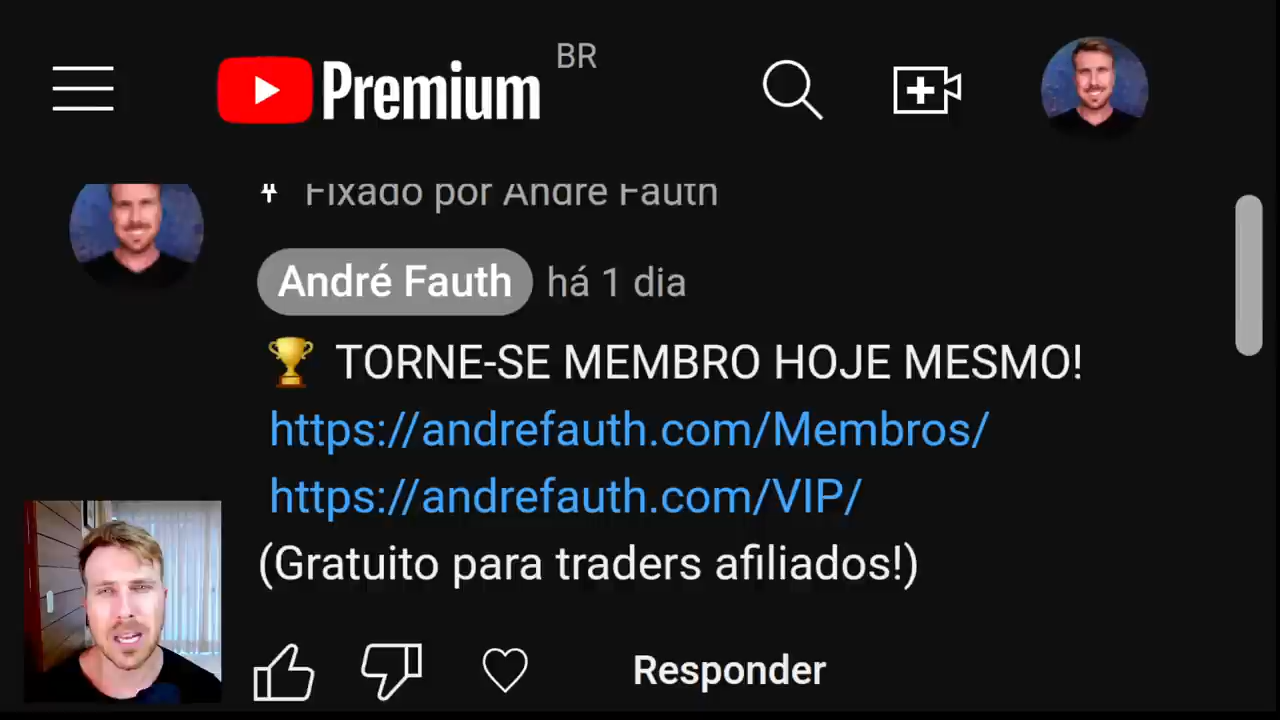 Premium BR
Fixado por André Fauth
André Fauth há 1 dia
🏆 TORNE-SE MEMBRO HOJE MESMO!
https://andrefauth.com/Membros/
https://andrefauth.com/VIP/
(Gratuito para traders afiliados!)
Responder